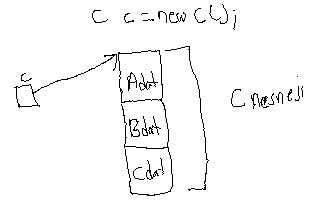 C c = new C();
c
Adat
Bdat
Cdat
C nesnesi